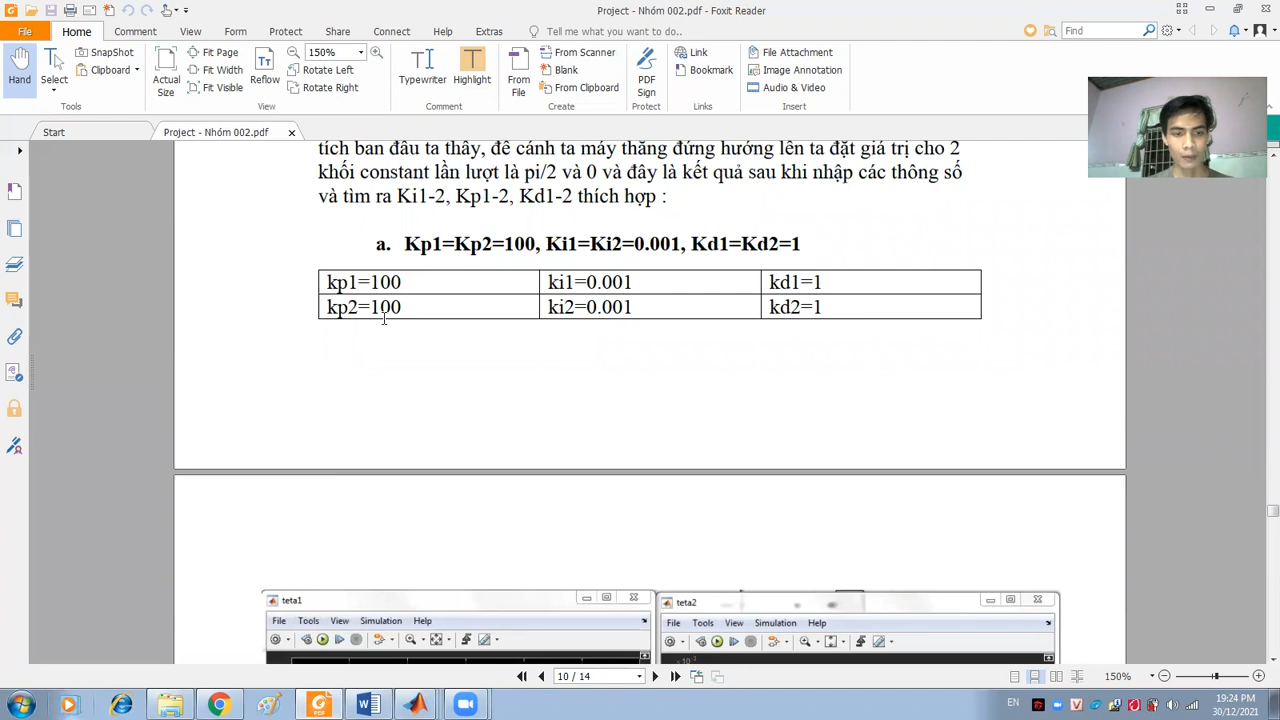 Project - Nhóm 002.pdf - Foxit Reader
File Home Comment View Form Protect Share Connect Help Extras Tell me what you want to do.. Find
Hand
Select
SnapShot
Clipboard
Tools
Actual Size
Fit Page
Fit Width
Fit Visible
Reflow
150%
Rotate Left
Rotate Right
View
Typewriter
Highlight
Comment
From File
From Scanner
Blank
From Clipboard
Create
PDF Sign
Protect
Link
Bookmark
Links
File Attachment
Image Annotation
Audio & Video
Insert
Start
Project - Nhóm 002.pdf
tích ban đầu ta thấy, để cánh ta máy thẳng đứng hướng lên ta đặt giá trị cho 2
khối constant lần lượt là pi/2 và 0 và đây là kết quả sau khi nhập các thông số
và tìm ra Ki1-2, Kp1-2, Kd1-2 thích hợp :
a. Kp1=Kp2=100, Ki1=Ki2=0.001, Kd1=Kd2=1
kp1=100 ki1=0.001 kd1=1
kp2=100 ki2=0.001 kd2=1
teta1
File Tools View Simulation Help
teta2
File Tools View Simulation Help
10 / 14
150%
EN
19:24 PM
30/12/2021